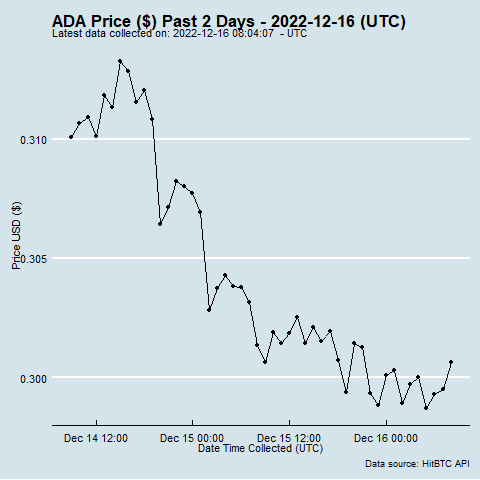 ADA Price ($) Past 2 Days - 2022-12-16 (UTC)
Latest data collected on: 2022-12-16 08:04:07  - UTC
0.310
0.305
0.300
Price USD ($)
Dec 14 12:00 Dec 15 00:00 Dec 15 12:00 Dec 16 00:00
Date Time Collected (UTC)
Data source: HitBTC API